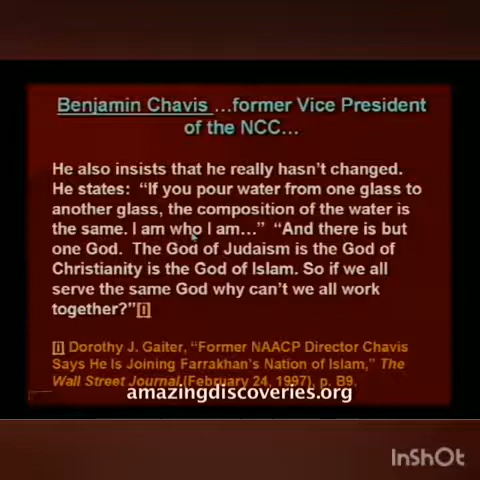 Benjamin Chavis …former Vice President
of the NCC…
He also insists that he really hasn't changed.
He states: “If you pour water from one glass to
another glass, the composition of the water is
the same. I am who I am…” “And there is but
one God. The God of Judaism is the God of
Christianity is the God of Islam. So if we all
serve the same God why can't we all work
together?”[i]
[i] Dorothy J. Gaiter, “Former NAACP Director Chavis
Says He Is Joining Farrakhan's Nation of Islam,” The
Wall Street Journal (February 24, 1997), p. B9.
amazingdiscoveries.org
InShOt